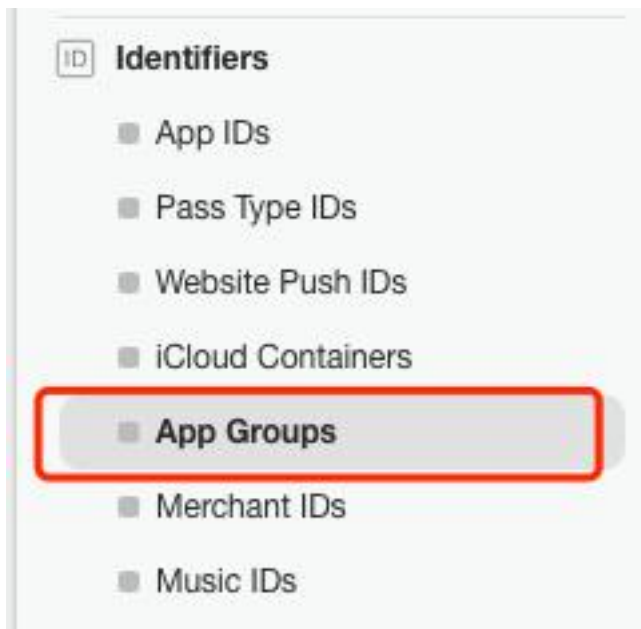 ID Identifiers
App IDs
Pass Type IDs
Website Push IDs
iCloud Containers
App Groups
Merchant IDs
Music IDs